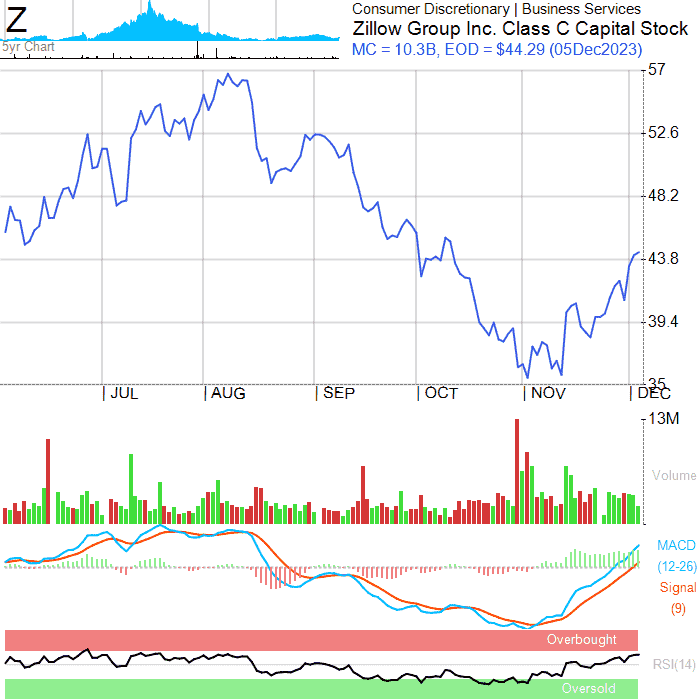 Z
5yr Chart
Consumer Discretionary | Business Services
Zillow Group Inc. Class C Capital Stock
MC = 10.3B, EOD = $44.29 (05Dec2023)
57
52.6
48.2
43.8
39.4
35
| JUL | AUG | SEP | OCT | NOV | DEC
13M
Volume
MACD
(12-26)
Signal
(9)
Overbought
RSI(14)
Oversold